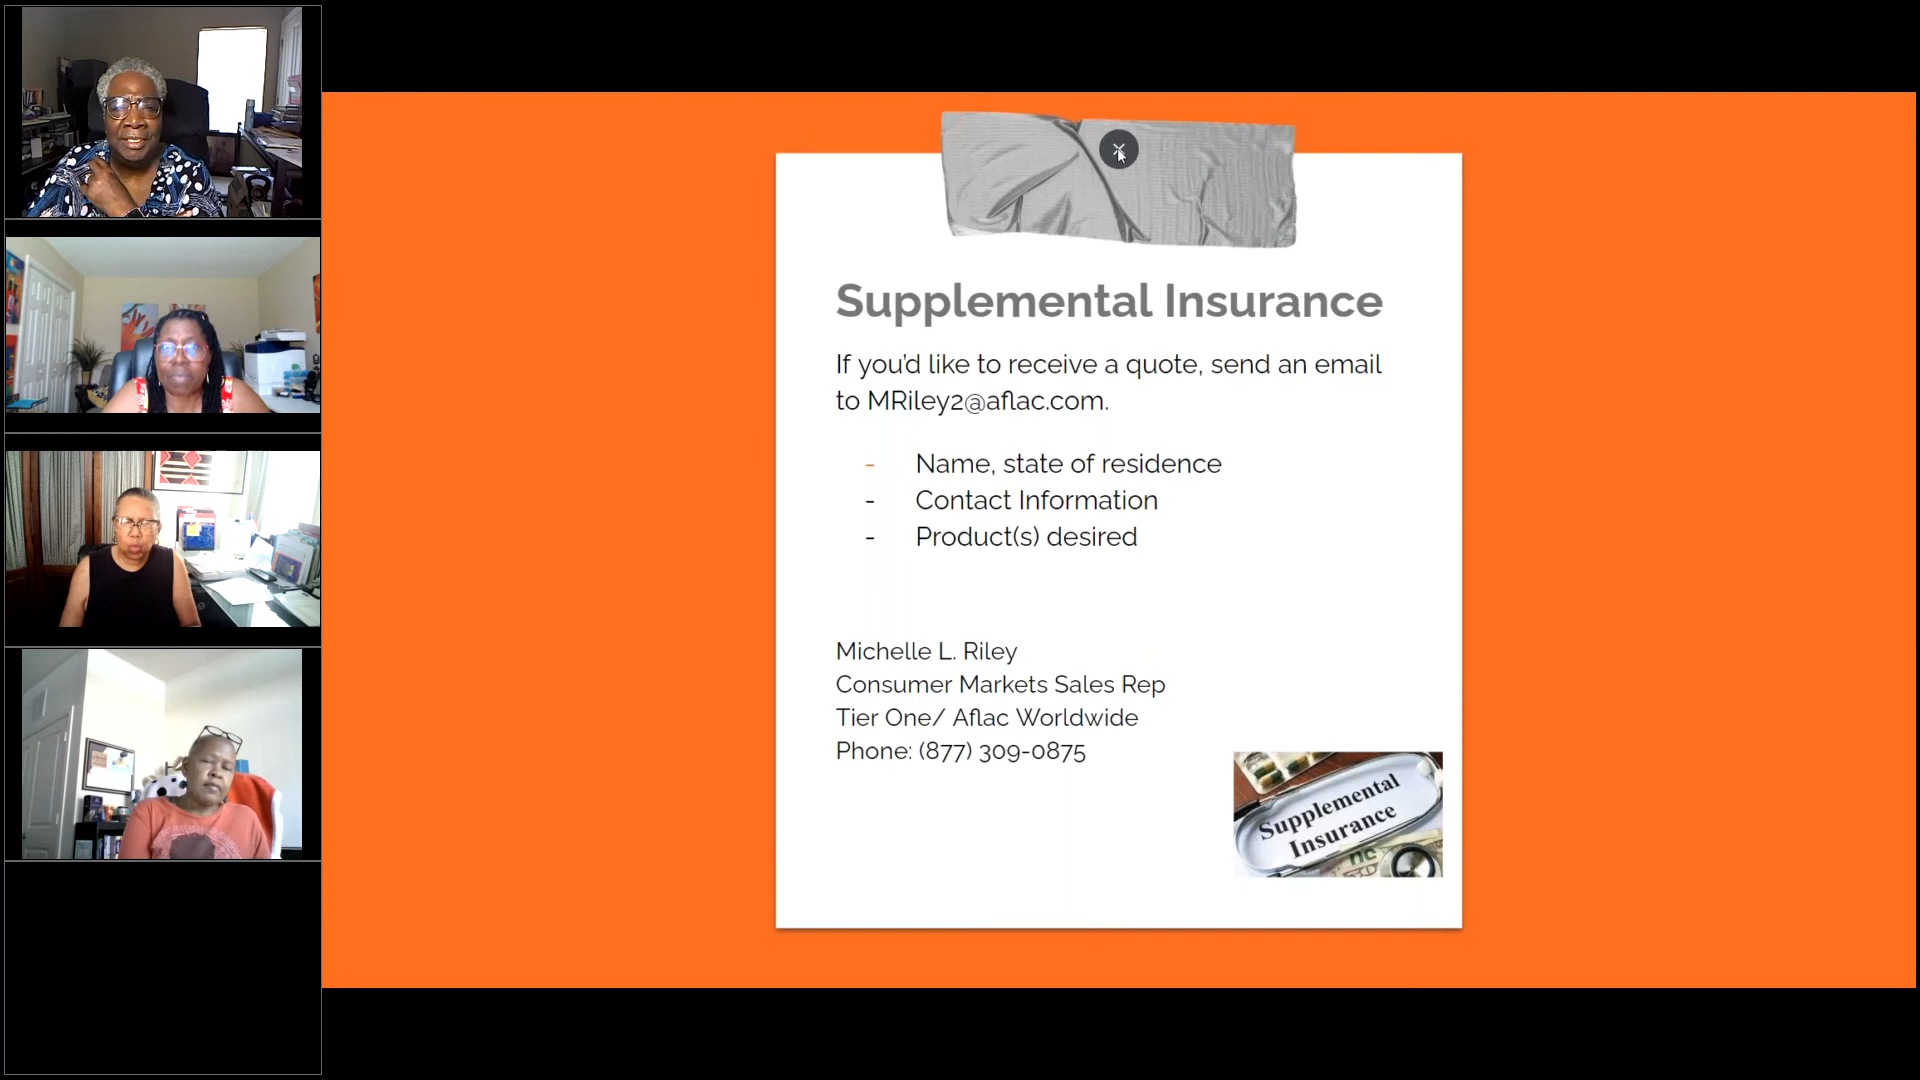 Supplemental Insurance
If you'd like to receive a quote, send an email
to MRiley2@aflac.com.
- Name, state of residence
- Contact Information
- Product(s) desired
Michelle L. Riley
Consumer Markets Sales Rep
Tier One/ Aflac Worldwide
Phone: (877) 309-0875
Supplemental
Insurance